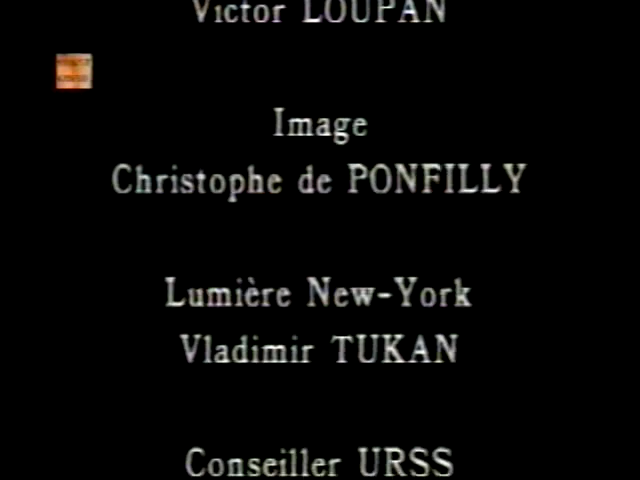 Victor LOUPAN
Image
Christophe de PONFILLY
Lumière New-York
Vladimir TUKAN
Conseiller URSS